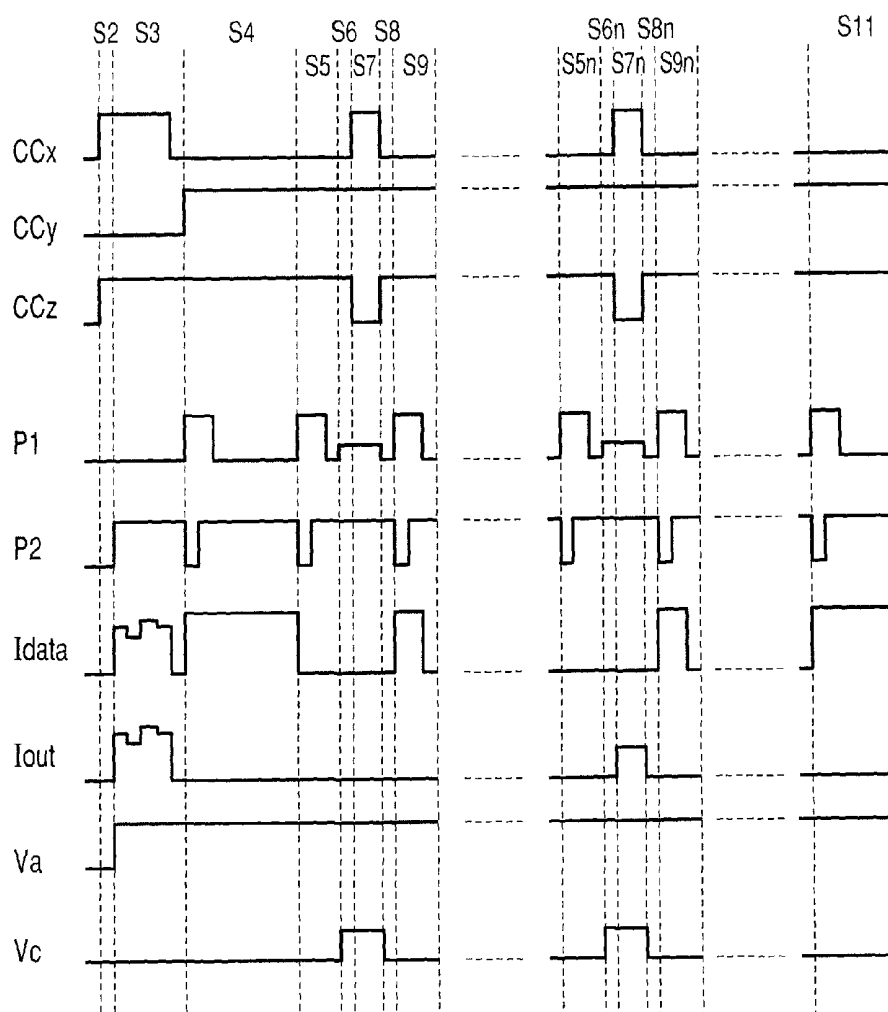 S2 S3 S4 S6 S8 S6n S8n S11
S5 S7 S9 S5n S7n S9n
CCx
CCy
CCz
P1
P2
Idata
Iout
Va
Vc